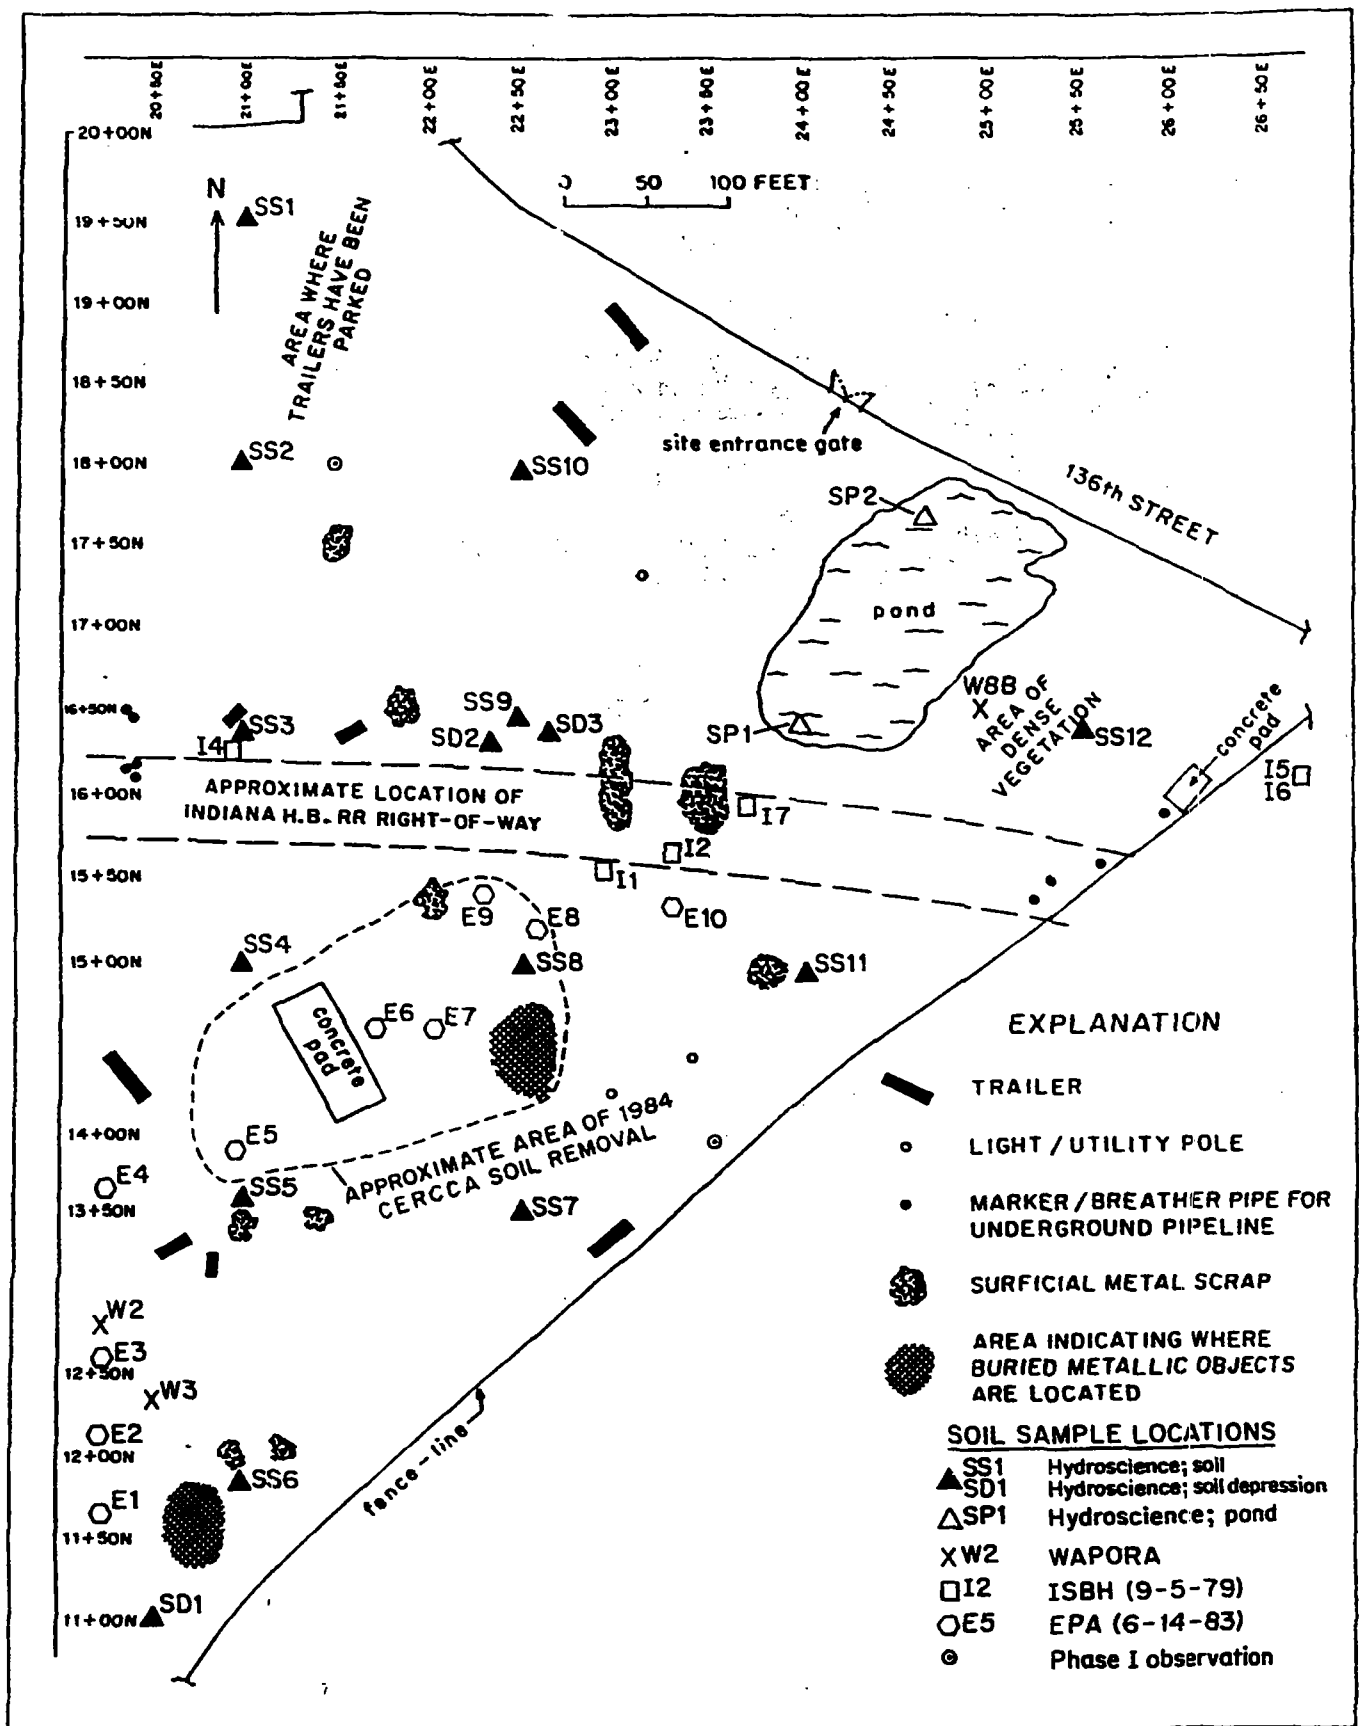 20+50E
21+00E
21+50E
22+00E
22+50E
23+00E
23+50E
24+00E
24+50E
25+00E
25+50E
26+00E
26+50E
20+00N
0 50 100 FEET
N
SS1
19+50N
AREA WHERE
TRAILERS HAVE BEEN
PARKED
19+00N
18+50N
site entrance gate
SS2
SS10
18+00N
136th STREET
SP2
17+50N
pond
17+00N
W8B
AREA OF
DENSE
VEGETATION
16+50N
SS3
SS9
SD2
SD3
SP1
SS12
concrete
pad
I4
I5
I6
16+00N
APPROXIMATE LOCATION OF
INDIANA H.B. RR RIGHT-OF-WAY
I7
I2
I1
15+50N
E9
E8
E10
SS4
SS8
SS11
15+00N
E6
E7
concrete
pad
14+00N
E5
APPROXIMATE AREA OF 1984
CERCCA SOIL REMOVAL
E4
SS5
SS7
13+50N
W2
E3
12+50N
W3
E2
12+00N
SS6
fence-line
E1
11+50N
SD1
11+00N
EXPLANATION
TRAILER
LIGHT/UTILITY POLE
MARKER/BREATHER PIPE FOR
UNDERGROUND PIPELINE
SURFICIAL METAL SCRAP
AREA INDICATING WHERE
BURIED METALLIC OBJECTS
ARE LOCATED
SOIL SAMPLE LOCATIONS
SS1 Hydroscience; soil
SD1 Hydroscience; soil depression
SP1 Hydroscience; pond
W2 WAPORA
I2 ISBH (9-5-79)
E5 EPA (6-14-83)
Phase I observation